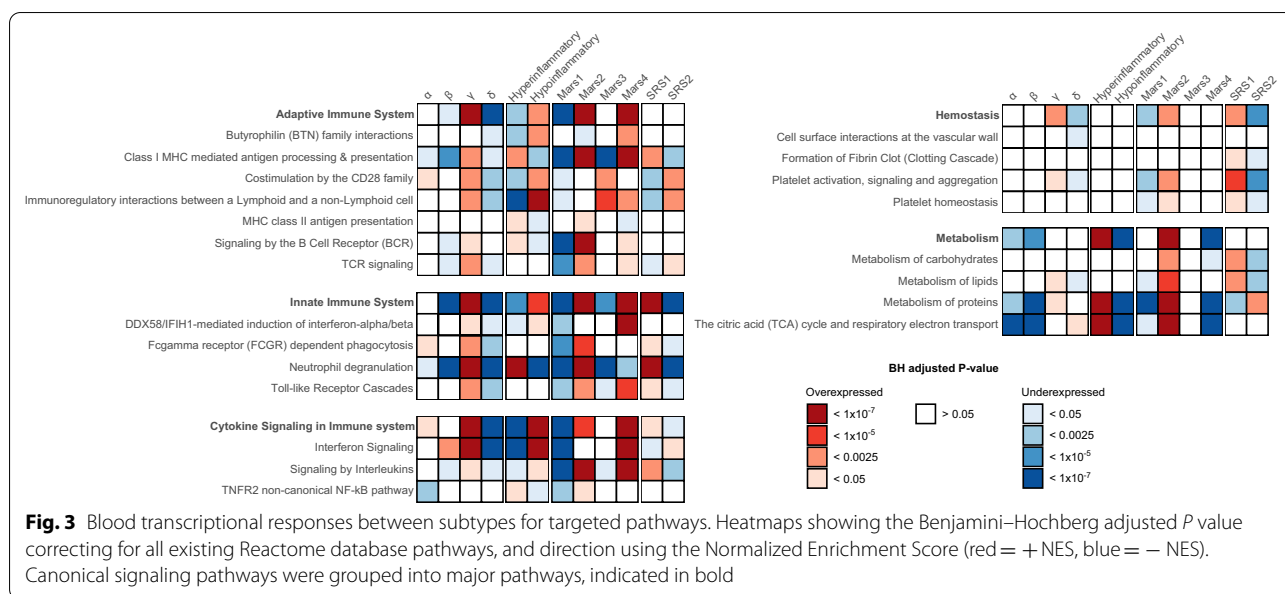 α β γ δ Hyperinflammatory Hypoinflammatory Mars1 Mars2 Mars3 Mars4 SRS1 SRS2
Adaptive Immune System
Butyrophilin (BTN) family interactions
Class I MHC mediated antigen processing & presentation
Costimulation by the CD28 family
Immunoregulatory interactions between a Lymphoid and a non-Lymphoid cell
MHC class II antigen presentation
Signaling by the B Cell Receptor (BCR)
TCR signaling
Innate Immune System
DDX58/IFIH1-mediated induction of interferon-alpha/beta
Fcgamma receptor (FCGR) dependent phagocytosis
Neutrophil degranulation
Toll-like Receptor Cascades
Cytokine Signaling in Immune system
Interferon Signaling
Signaling by Interleukins
TNFR2 non-canonical NF-kB pathway
α β γ δ Hyperinflammatory Hypoinflammatory Mars1 Mars2 Mars3 Mars4 SRS1 SRS2
Hemostasis
Cell surface interactions at the vascular wall
Formation of Fibrin Clot (Clotting Cascade)
Platelet activation, signaling and aggregation
Platelet homeostasis
Metabolism
Metabolism of carbohydrates
Metabolism of lipids
Metabolism of proteins
The citric acid (TCA) cycle and respiratory electron transport
BH adjusted P-value
Overexpressed
< 1x10-7
< 1x10-5
< 0.0025
< 0.05
> 0.05
Underexpressed
< 0.05
< 0.0025
< 1x10-5
< 1x10-7
Fig. 3 Blood transcriptional responses between subtypes for targeted pathways. Heatmaps showing the Benjamini–Hochberg adjusted P value
correcting for all existing Reactome database pathways, and direction using the Normalized Enrichment Score (red = + NES, blue = − NES).
Canonical signaling pathways were grouped into major pathways, indicated in bold